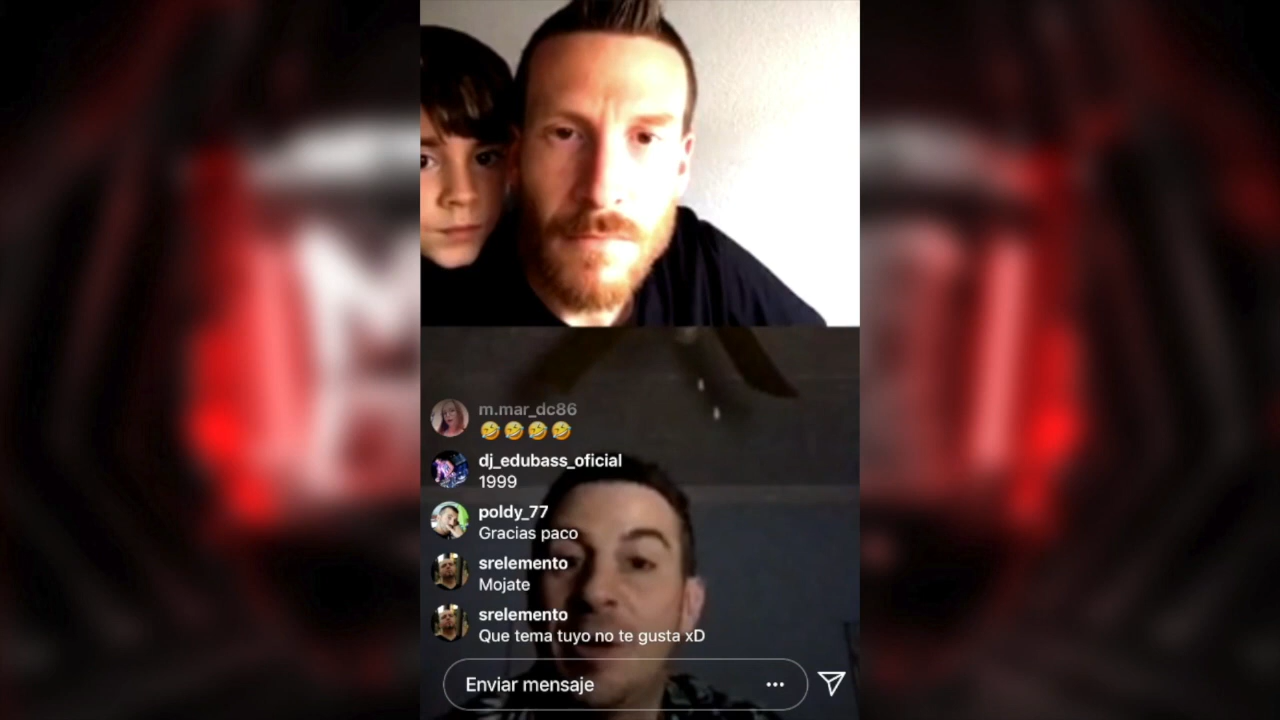 m.mar_dc86
🤣🤣🤣🤣
dj_edubass_oficial
1999
poldy_77
Gracias paco
srelemento
Mojate
srelemento
Que tema tuyo no te gusta xD
Enviar mensaje